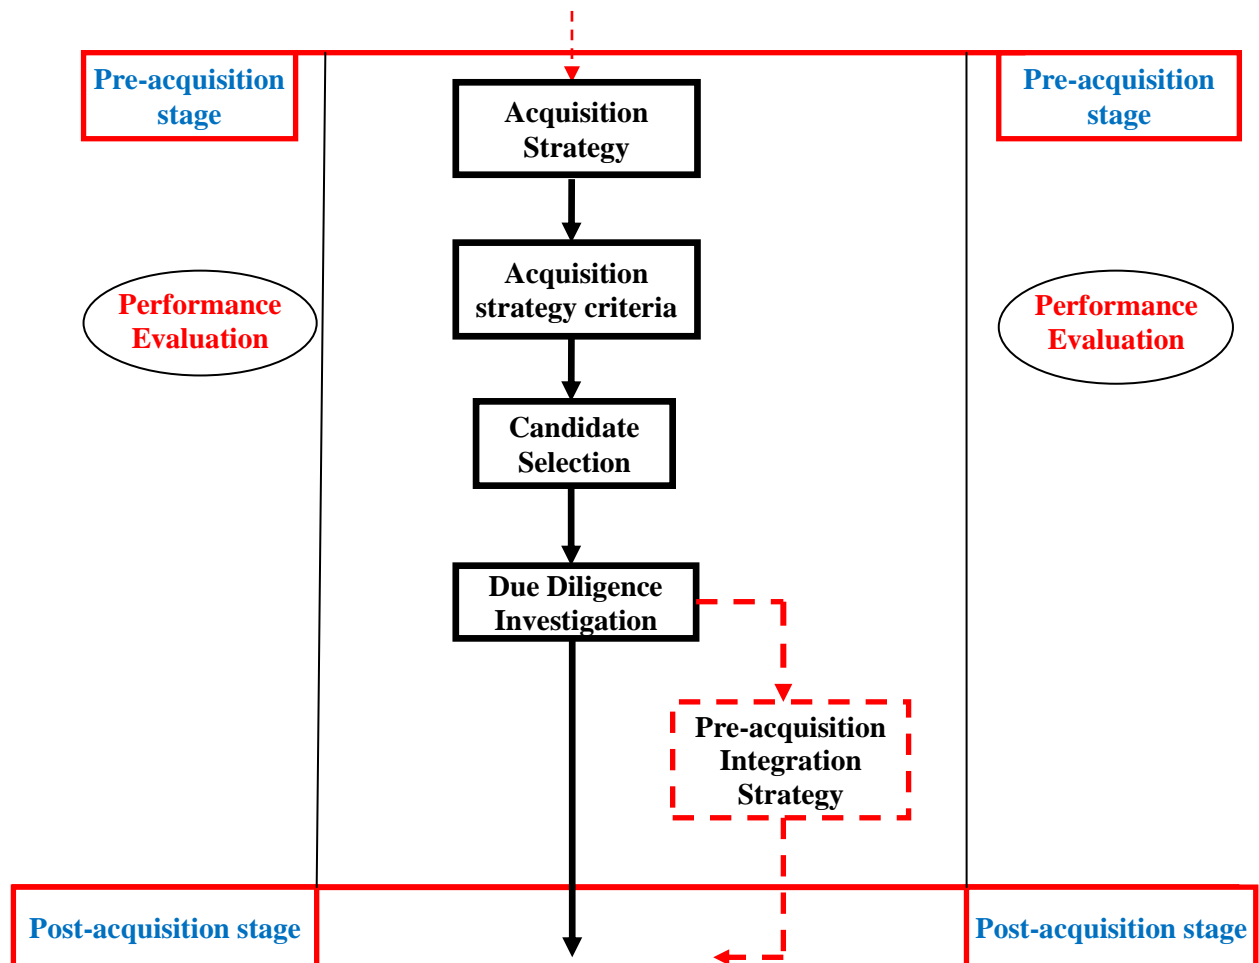 Pre-acquisition
stage
Pre-acquisition
stage
Acquisition
Strategy
Acquisition
strategy criteria
Performance
Evaluation
Performance
Evaluation
Candidate
Selection
Due Diligence
Investigation
Pre-acquisition
Integration
Strategy
Post-acquisition stage
Post-acquisition stage